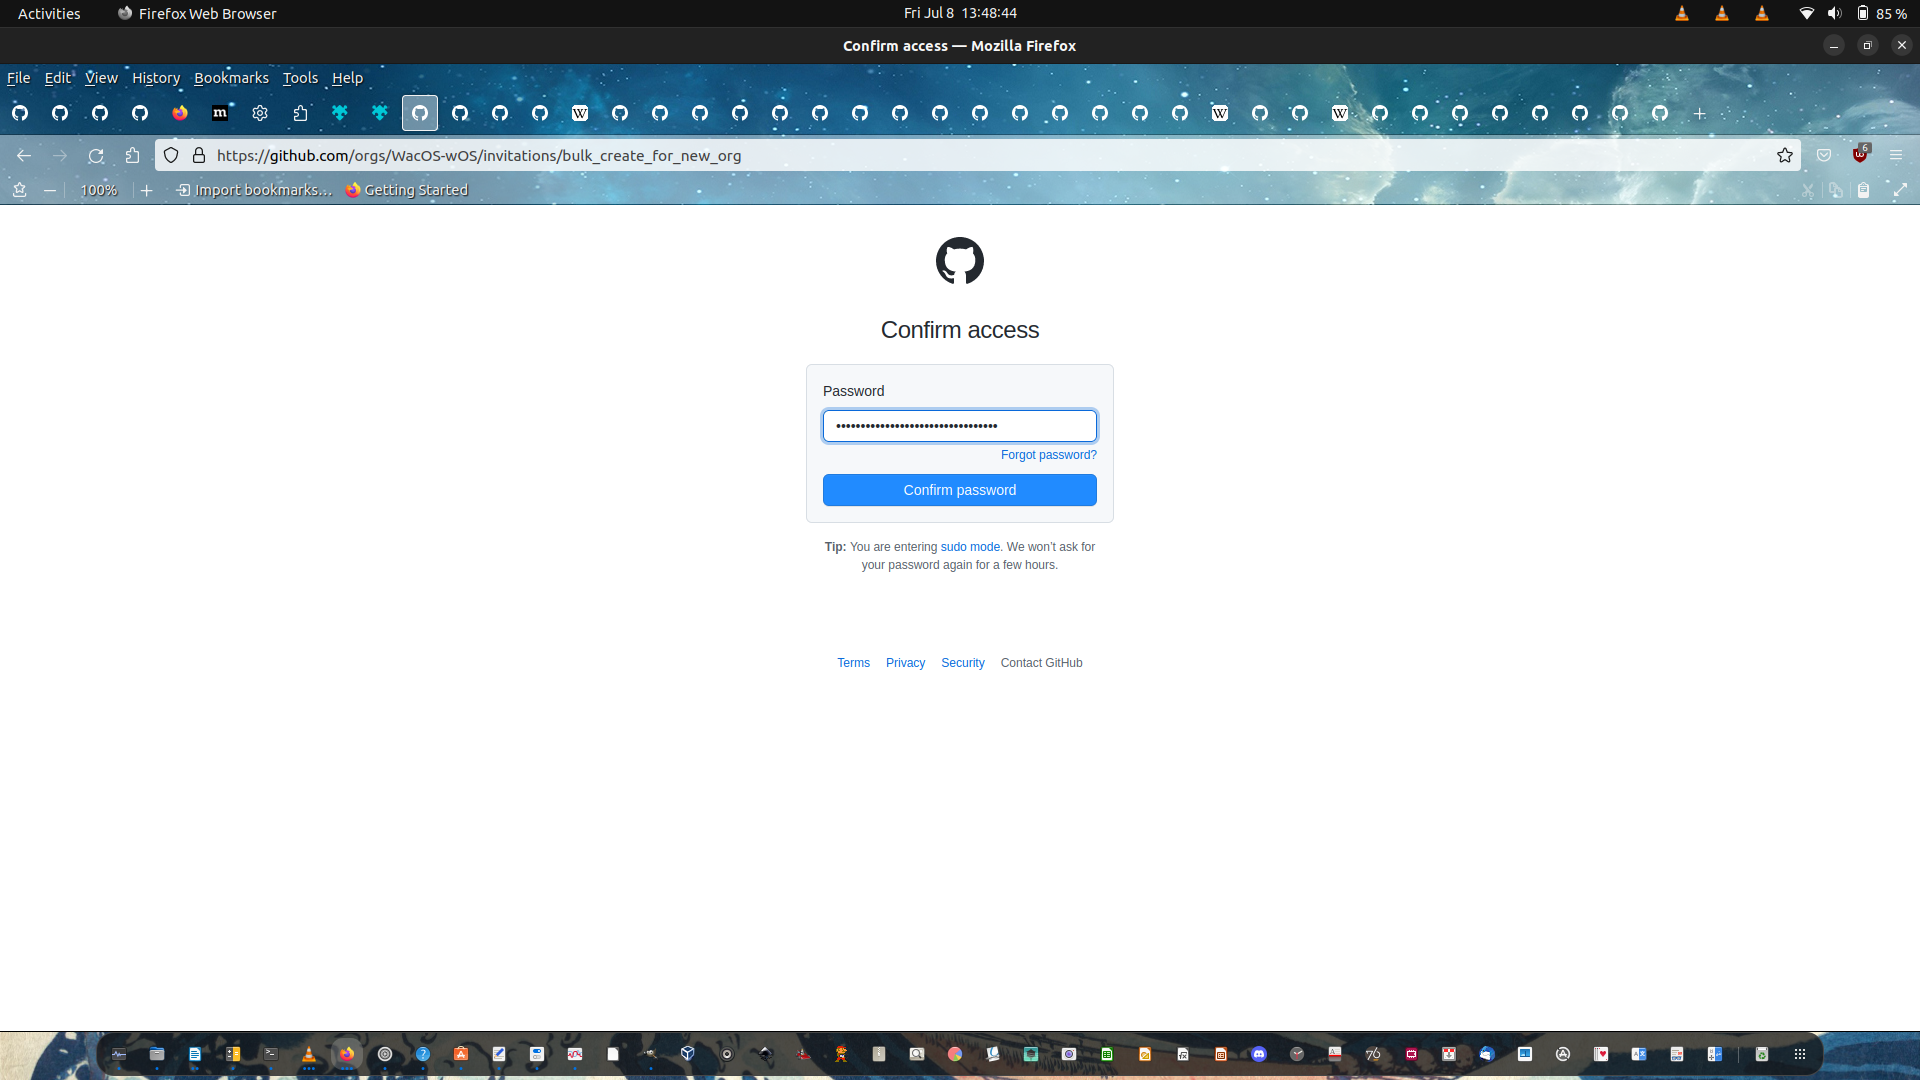 Activities
Firefox Web Browser
Fri Jul 8 13:48:44
85 %
Confirm access — Mozilla Firefox
File Edit View History Bookmarks Tools Help
https://github.com/orgs/WacOS-wOS/invitations/bulk_create_for_new_org
6
100%
Import bookmarks...
Getting Started
Confirm access
Password
••••••••••••••••••••••••••••••••••
Forgot password?
Confirm password
Tip: You are entering sudo mode. We won't ask for
your password again for a few hours.
Terms Privacy Security Contact GitHub